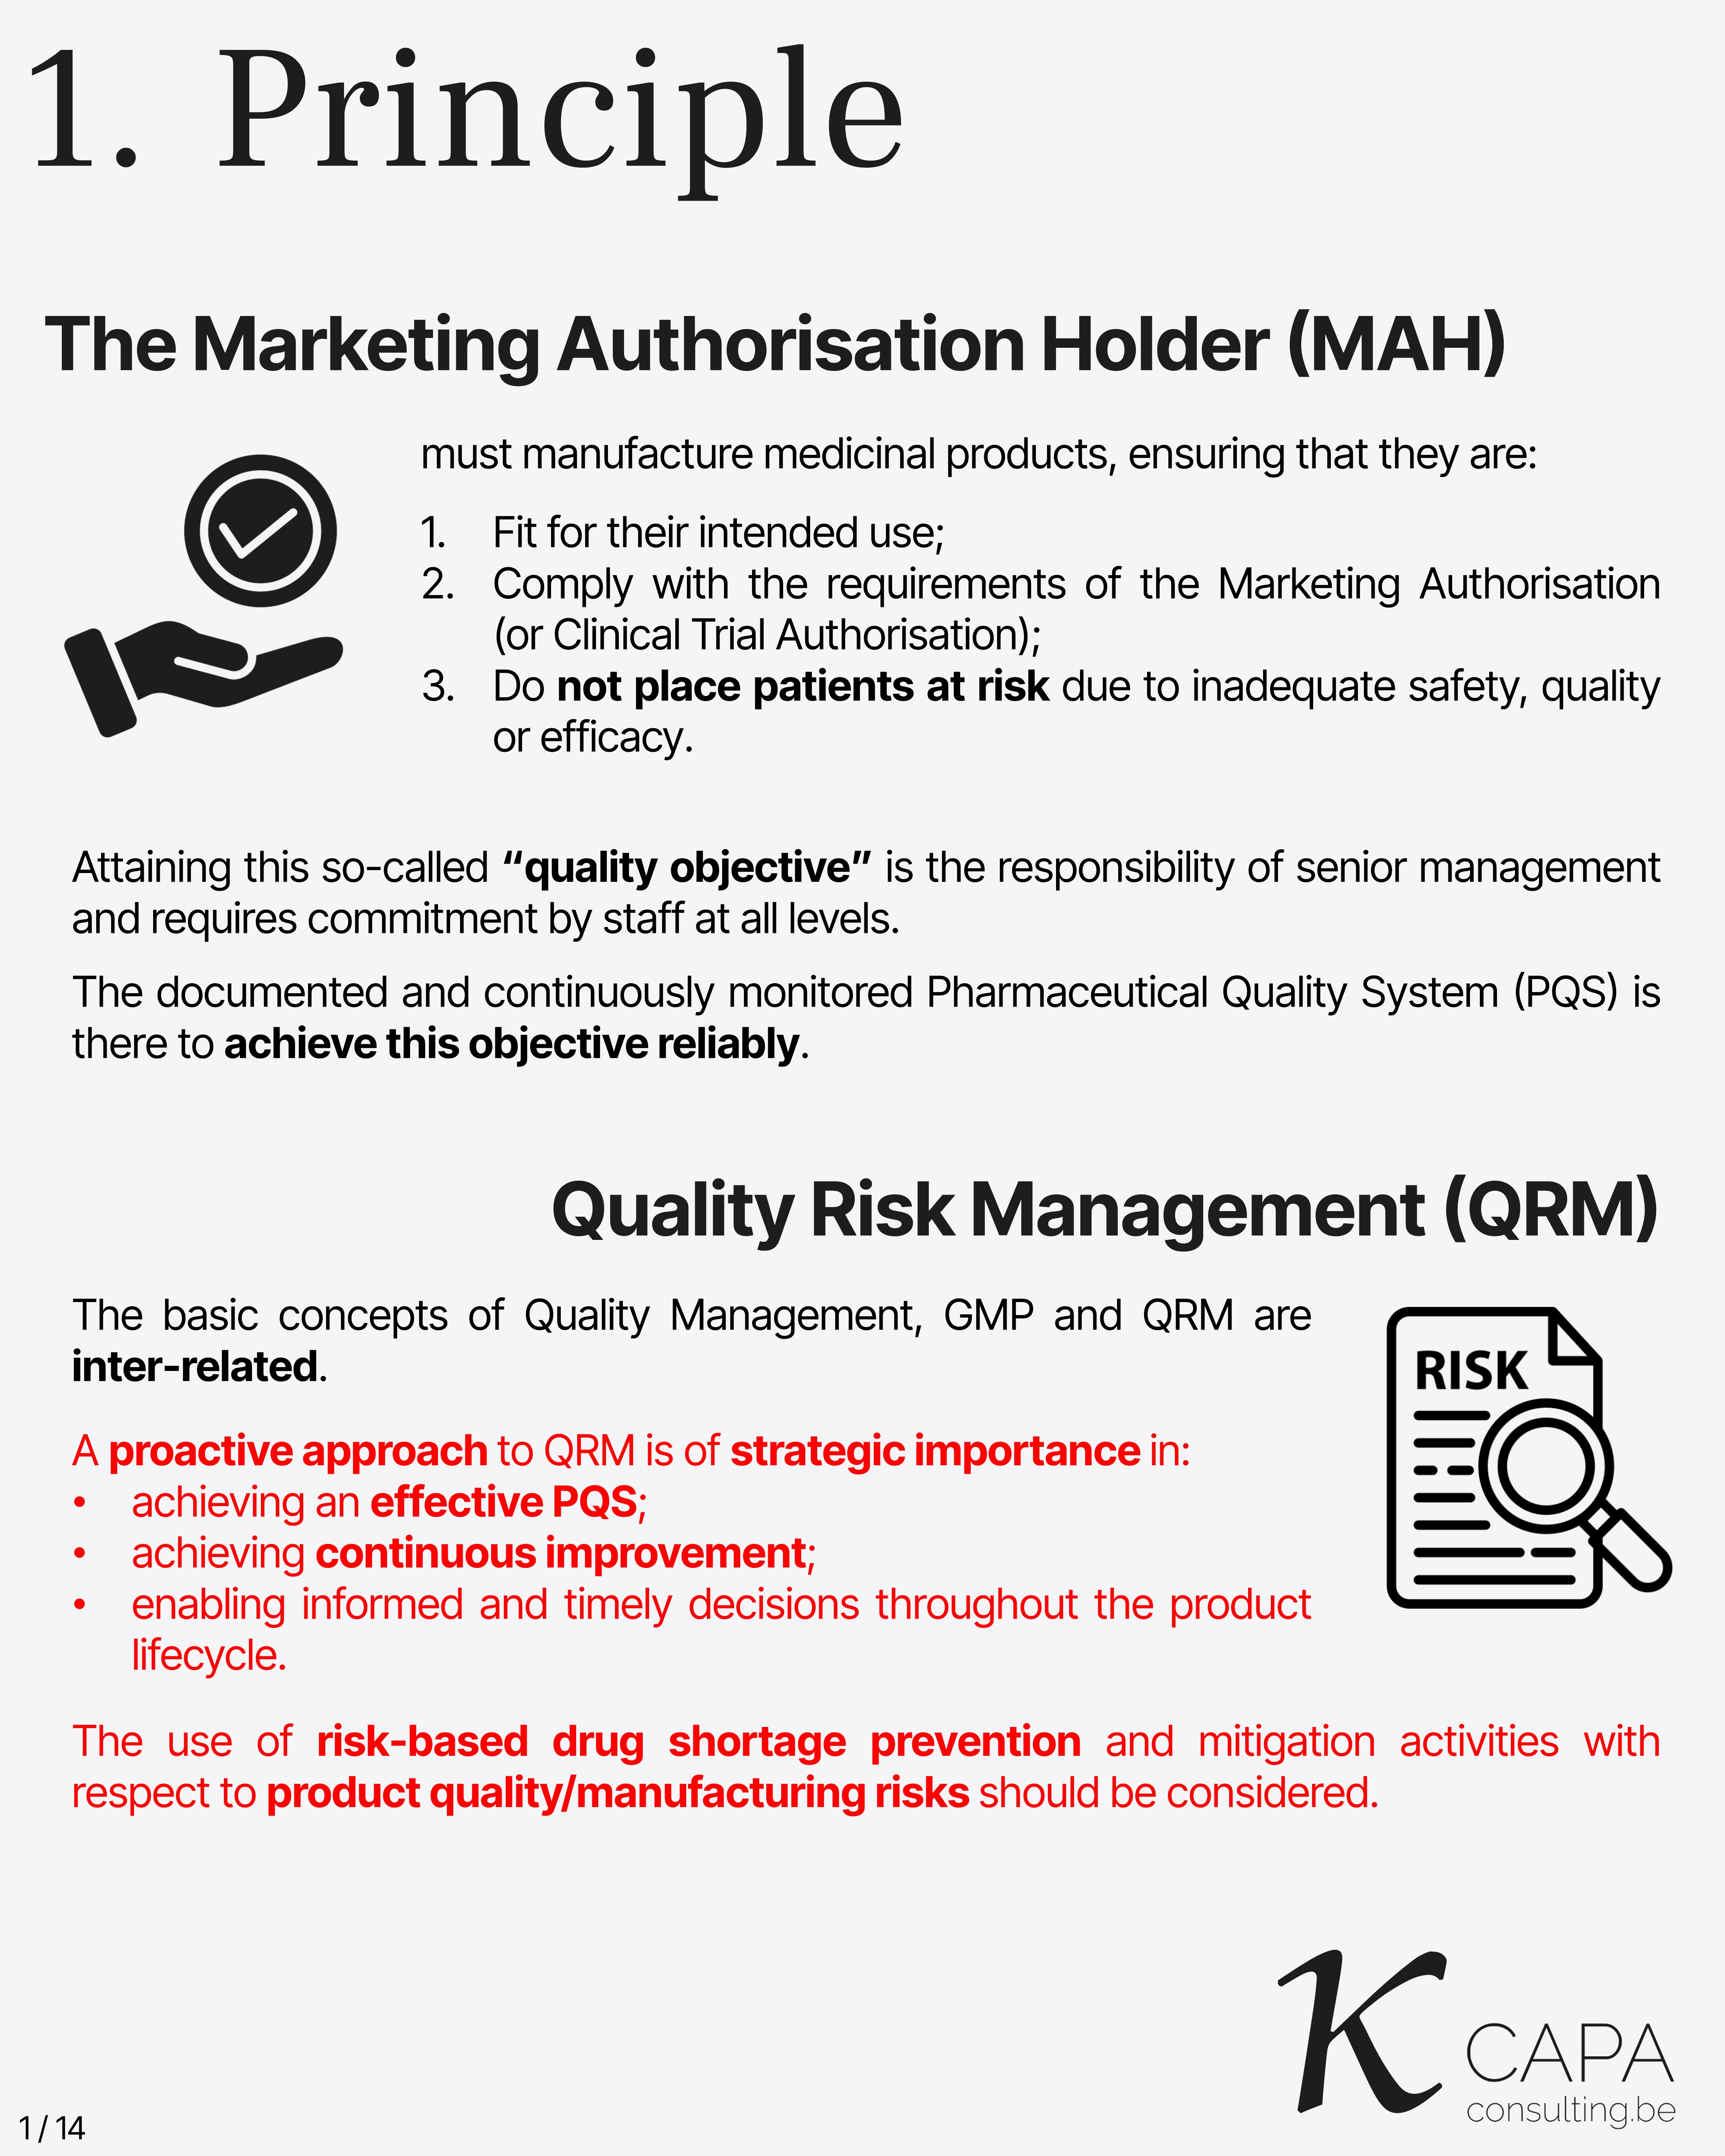 1. Principle
The Marketing Authorisation Holder (MAH)
must manufacture medicinal products, ensuring that they are:
1. Fit for their intended use;
2. Comply with the requirements of the Marketing Authorisation
(or Clinical Trial Authorisation);
3. Do not place patients at risk due to inadequate safety, quality
or efficacy.
Attaining this so-called “quality objective” is the responsibility of senior management
and requires commitment by staff at all levels.
The documented and continuously monitored Pharmaceutical Quality System (PQS) is
there to achieve this objective reliably.
Quality Risk Management (QRM)
The basic concepts of Quality Management, GMP and QRM are
inter-related.
RISK
A proactive approach to QRM is of strategic importance in:
• achieving an effective PQS;
• achieving continuous improvement;
• enabling informed and timely decisions throughout the product
lifecycle.
The use of risk-based drug shortage prevention and mitigation activities with
respect to product quality/manufacturing risks should be considered.
K CAPA
consulting.be
1 / 14